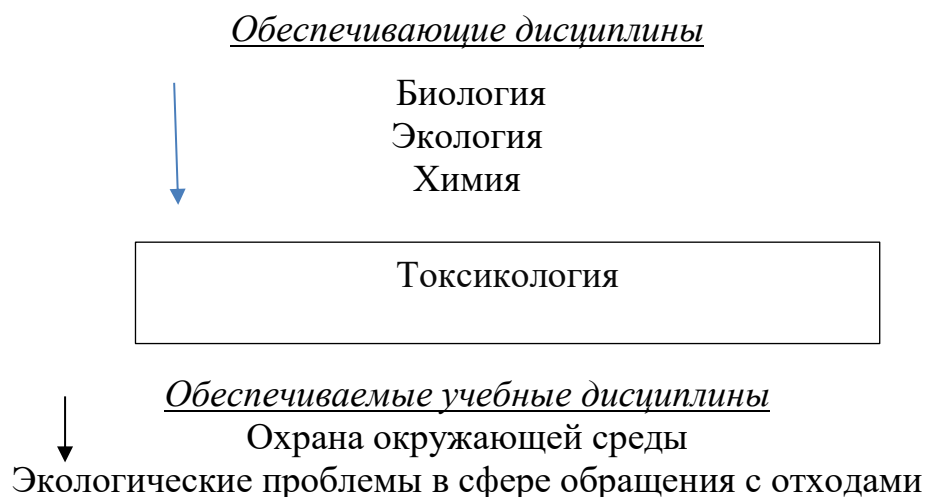 Обеспечивающие дисциплины
Биология
Экология
Химия
Токсикология
Обеспечиваемые учебные дисциплины
Охрана окружающей среды
Экологические проблемы в сфере обращения с отходами